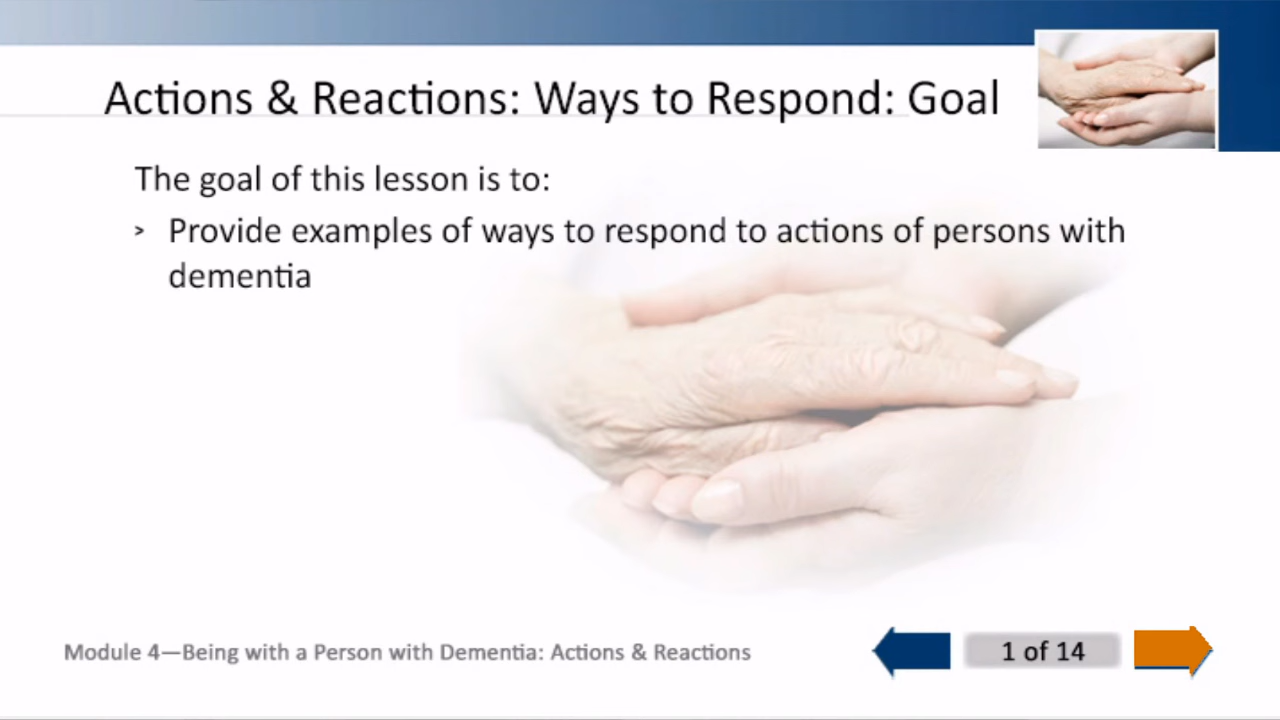 Actions & Reactions: Ways to Respond: Goal
The goal of this lesson is to:
> Provide examples of ways to respond to actions of persons with
dementia
Module 4—Being with a Person with Dementia: Actions & Reactions
1 of 14